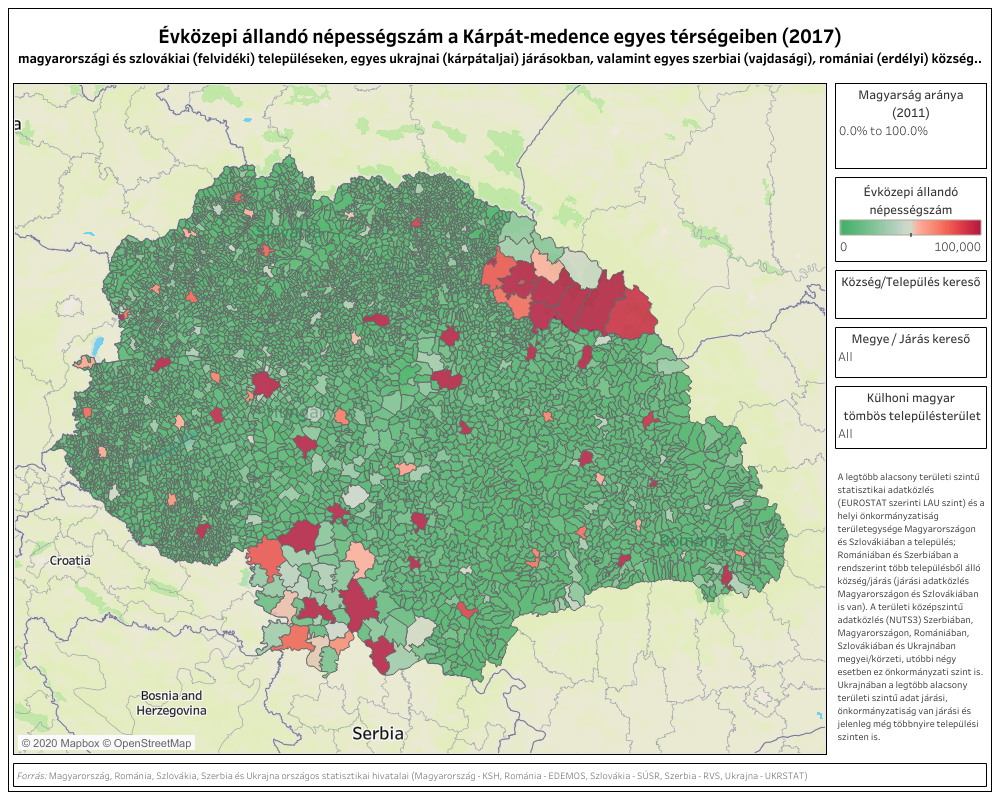 Évközepi állandó népességszám a Kárpát-medence egyes térségeiben (2017)
magyarországi és szlovákiai (felvidéki) településeken, egyes ukrajnai (kárpátaljai) járásokban, valamint egyes szerbiai (vajdasági), romániai (erdélyi) község..
a
Croatia
Bosnia and
Herzegovina
Serbia
© 2020 Mapbox © OpenStreetMap
Magyarság aránya
(2011)
0.0% to 100.0%
Évközepi állandó
népességszám
0 100,000
Község/Település kereső
Megye / Járás kereső
All
Külhoni magyar
tömbös településterület
All
A legtöbb alacsony területi szintű
statisztikai adatközlés
(EUROSTAT szerinti LAU szint) és a
helyi önkormányzatiság
területegysége Magyarországon
és Szlovákiában a település;
Romániában és Szerbiában a
rendszerint több településből álló
község/járás (járási adatközlés
Magyarországon és Szlovákiában
is van). A területi középszintű
adatközlés (NUTS3) Szerbiában,
Magyarországon, Romániában,
Szlovákiában és Ukrajnában
megyei/körzeti, utóbbi négy
esetben ez önkormányzati szint is.
Ukrajnában a legtöbb alacsony
területi szintű adat járási,
önkormányzatiság van járási és
jelenleg még többnyire települési
szinten is.
Forrás: Magyarország, Románia, Szlovákia, Szerbia és Ukrajna országos statisztikai hivatalai (Magyarország - KSH, Románia - EDEMOS, Szlovákia - SÚSR, Szerbia - RVS, Ukrajna - UKRSTAT)